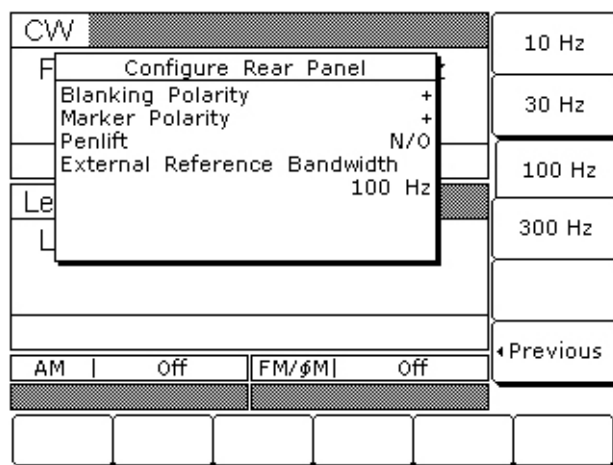 CW
F
Configure Rear Panel
Blanking Polarity +
Marker Polarity +
Penlift N/O
External Reference Bandwidth
100 Hz
Le
L
AM | Off
FM/ϕM| Off
10 Hz
30 Hz
100 Hz
300 Hz
◂Previous